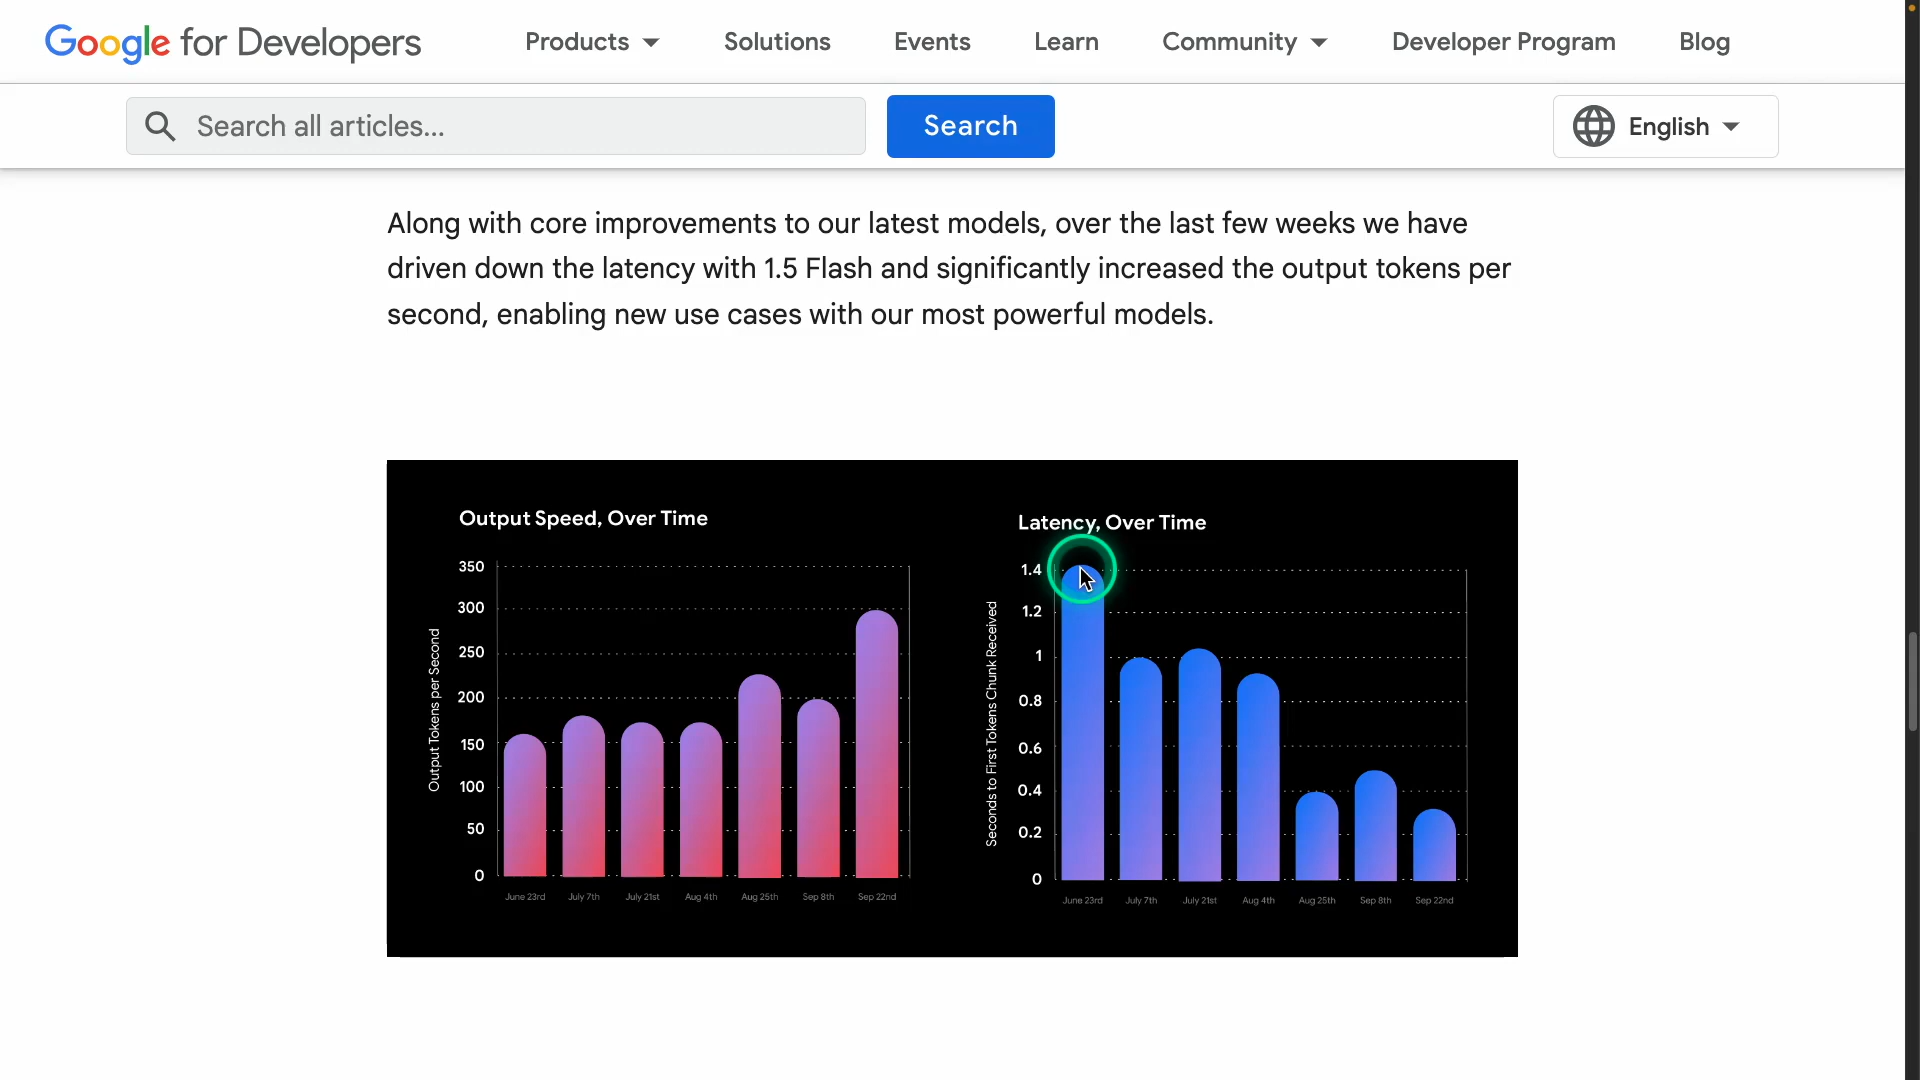 Google for Developers
Products
Solutions
Events
Learn
Community
Developer Program
Blog
Search all articles...
Search
English
Along with core improvements to our latest models, over the last few weeks we have
driven down the latency with 1.5 Flash and significantly increased the output tokens per
second, enabling new use cases with our most powerful models.
Output Speed, Over Time
Output Tokens per Second
350
300
250
200
150
100
50
0
June 23rd
July 7th
July 21st
Aug 4th
Aug 25th
Sep 8th
Sep 22nd
Latency, Over Time
Seconds to First Tokens Chunk Received
1.4
1.2
1
0.8
0.6
0.4
0.2
0
June 23rd
July 7th
July 21st
Aug 4th
Aug 25th
Sep 8th
Sep 22nd